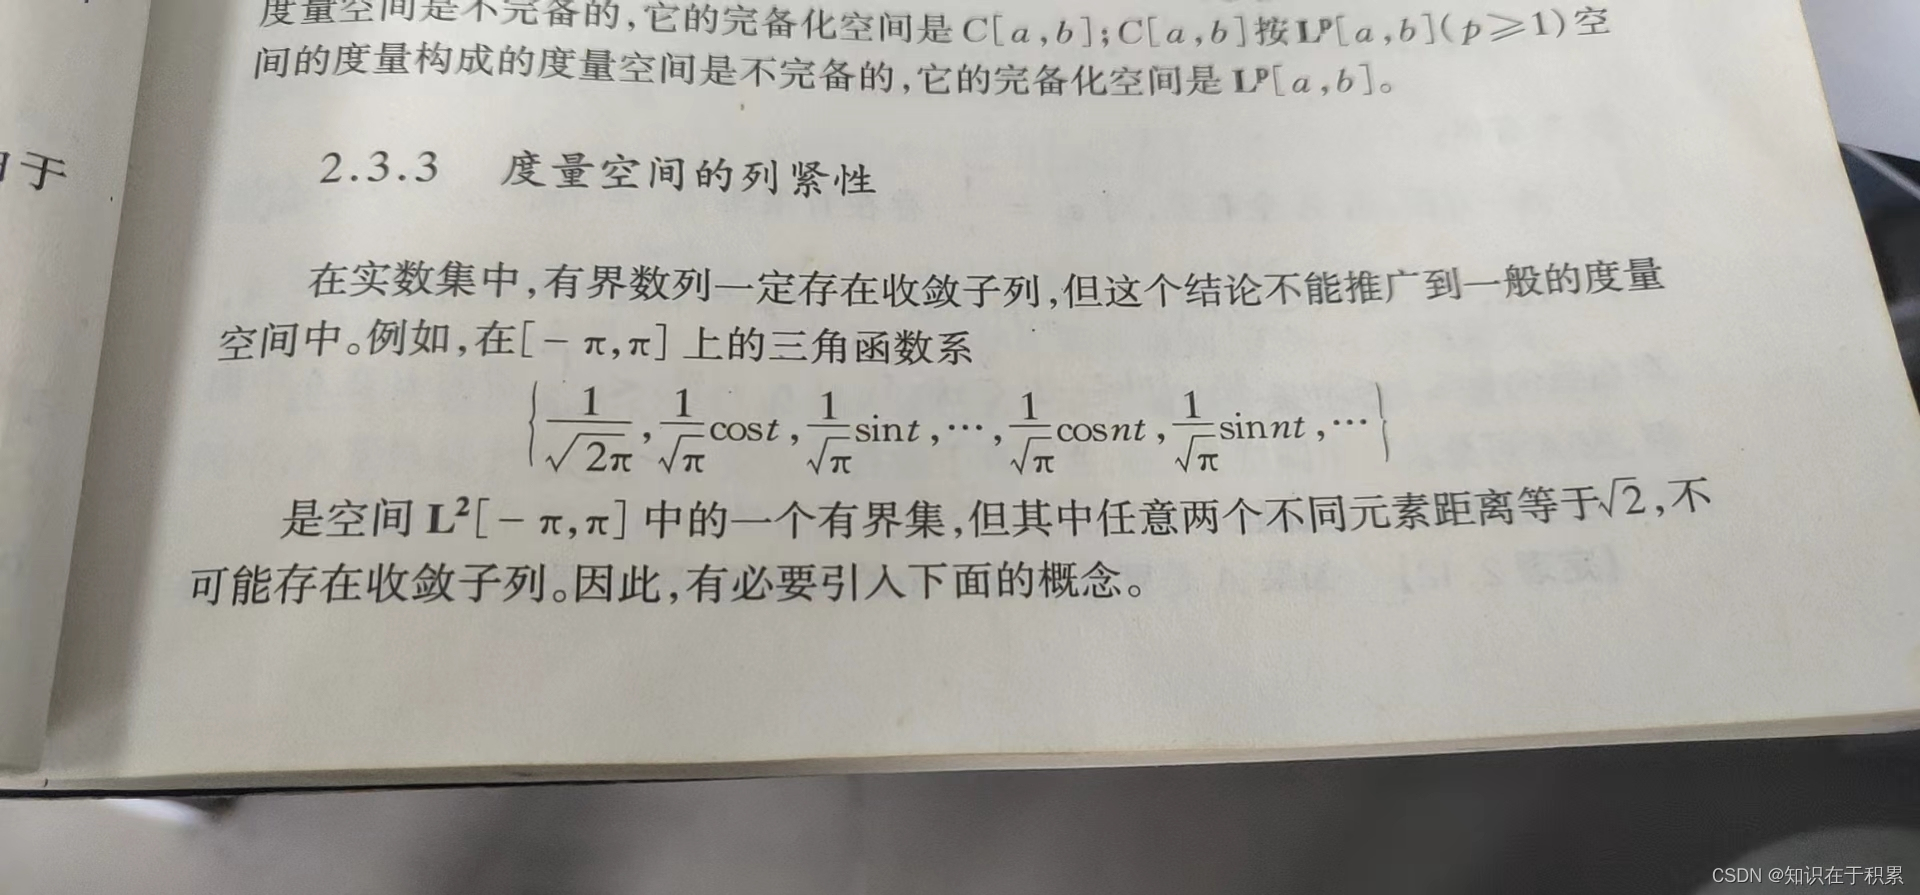 度量空间是不完备的,它的完备化空间是 C[a,b];C[a,b]按 Lᵖ[a,b](p≥1)空
间的度量构成的度量空间是不完备的,它的完备化空间是 Lᵖ[a,b]。
于
2.3.3 度量空间的列紧性
在实数集中,有界数列一定存在收敛子列,但这个结论不能推广到一般的度量
空间中。例如,在[-π,π]上的三角函数系
{1/√2π, 1/√π cost, 1/√π sint, ⋯, 1/√π cosnt, 1/√π sinnt, ⋯}
是空间 L²[-π,π]中的一个有界集,但其中任意两个不同元素距离等于√2,不
可能存在收敛子列。因此,有必要引入下面的概念。
CSDN @知识在于积累